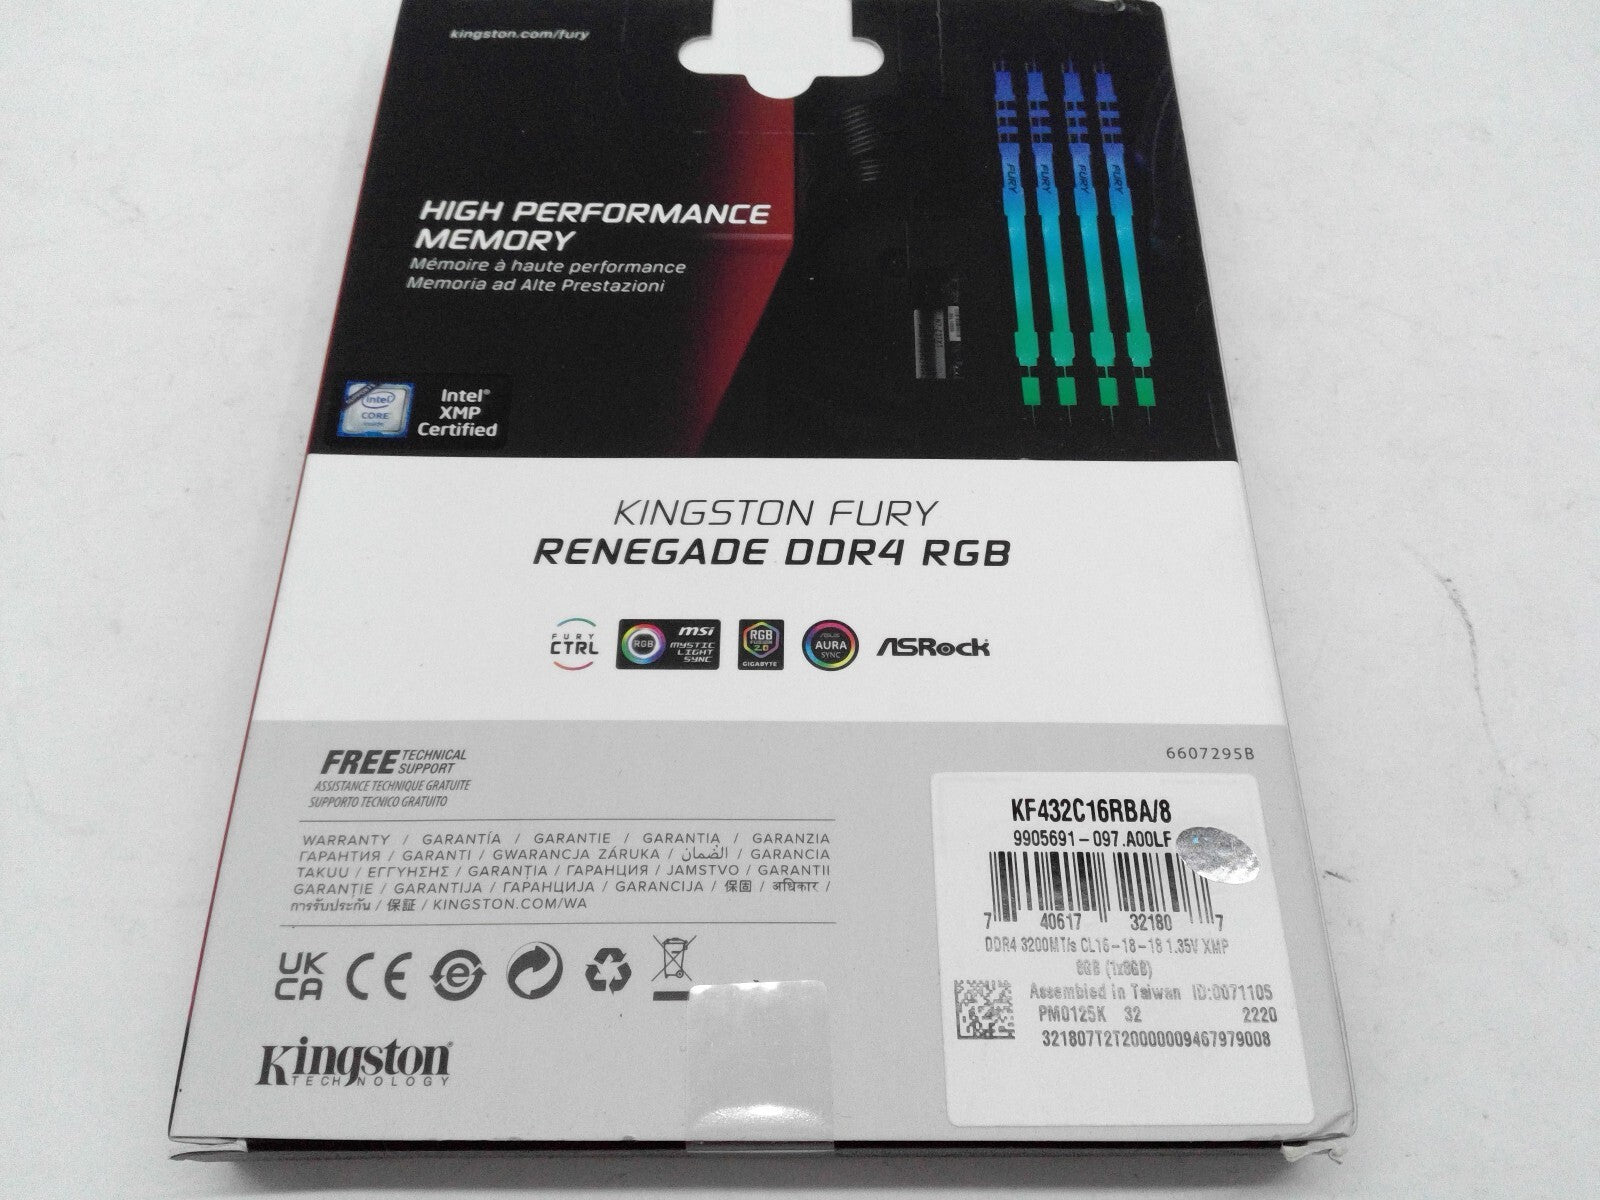 kingston.com/fury
HIGH PERFORMANCE
MEMORY
Mémoire à haute performance
Memoria ad Alte Prestazioni
FURY FURY FURY FURY
intel
CORE
Intel®
XMP
Certified
KINGSTON FURY
RENEGADE DDR4 RGB
FURY
CTRL
RGB
msi
MYSTIC
LIGHT
SYNC
RGB
FUSION
2.0
GIGABYTE
ASUS
AURA
SYNC
ASRock
FREE TECHNICAL
SUPPORT
ASSISTANCE TECHNIQUE GRATUITE
SUPPORTO TECNICO GRATUITO
6607295B
WARRANTY / GARANTÍA / GARANTIE / GARANTIA / GARANZIA
ГАРАНТИЯ / GARANTI / GWARANCJA ZÁRUKA / الضمان / GARANCIA
TAKUU / ΕΓΓΥΗΣΗΣ / GARANȚIA / ГАРАНЦИЯ / JAMSTVO / GARANTII
GARANTIE / GARANTIJA / ГАРАНЦИЈА / GARANCIJA / 保固 / अधिकार /
การรับประกัน / 保証 / KINGSTON.COM/WA
UK
CA
CE
Kingston
TECHNOLOGY
KF432C16RBA/8
9905691-097.A00LF
7 40617 32180 7
DDR4 3200MT/s CL16-18-18 1.35V XMP
8GB (1x8GB)
Assembled in Taiwan ID:0071105
PM0125K 32 2220
321807T2T20000009467979008